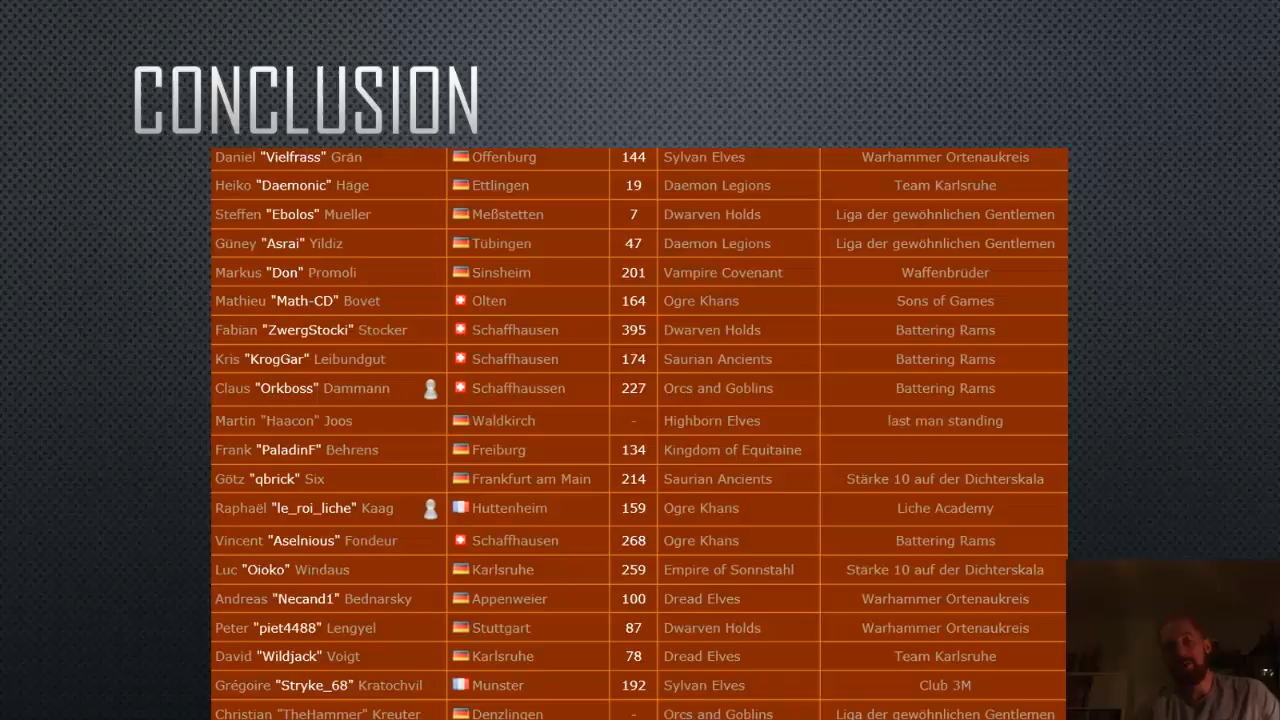 CONCLUSION
Daniel "Vielfrass" Grän Offenburg 144 Sylvan Elves Warhammer Ortenaukreis
Heiko "Daemonic" Häge Ettlingen 19 Daemon Legions Team Karlsruhe
Steffen "Ebolos" Mueller Meßstetten 7 Dwarven Holds Liga der gewöhnlichen Gentlemen
Güney "Asrai" Yildiz Tübingen 47 Daemon Legions Liga der gewöhnlichen Gentlemen
Markus "Don" Promoli Sinsheim 201 Vampire Covenant Waffenbrüder
Mathieu "Math-CD" Bovet Olten 164 Ogre Khans Sons of Games
Fabian "ZwergStocki" Stocker Schaffhausen 395 Dwarven Holds Battering Rams
Kris "KrogGar" Leibundgut Schaffhausen 174 Saurian Ancients Battering Rams
Claus "Orkboss" Dammann Schaffhaussen 227 Orcs and Goblins Battering Rams
Martin "Haacon" Joos Waldkirch - Highborn Elves last man standing
Frank "PaladinF" Behrens Freiburg 134 Kingdom of Equitaine
Götz "qbrick" Six Frankfurt am Main 214 Saurian Ancients Stärke 10 auf der Dichterskala
Raphaël "le_roi_liche" Kaag Huttenheim 159 Ogre Khans Liche Academy
Vincent "Aselnious" Fondeur Schaffhausen 268 Ogre Khans Battering Rams
Luc "Oioko" Windaus Karlsruhe 259 Empire of Sonnstahl Stärke 10 auf der Dichterskala
Andreas "Necand1" Bednarsky Appenweier 100 Dread Elves Warhammer Ortenaukreis
Peter "piet4488" Lengyel Stuttgart 87 Dwarven Holds Warhammer Ortenaukreis
David "Wildjack" Voigt Karlsruhe 78 Dread Elves Team Karlsruhe
Grégoire "Stryke_68" Kratochvil Munster 192 Sylvan Elves Club 3M
Christian "TheHammer" Kreuter Denzlingen - Orcs and Goblins Liga der gewöhnlichen Gentlemen